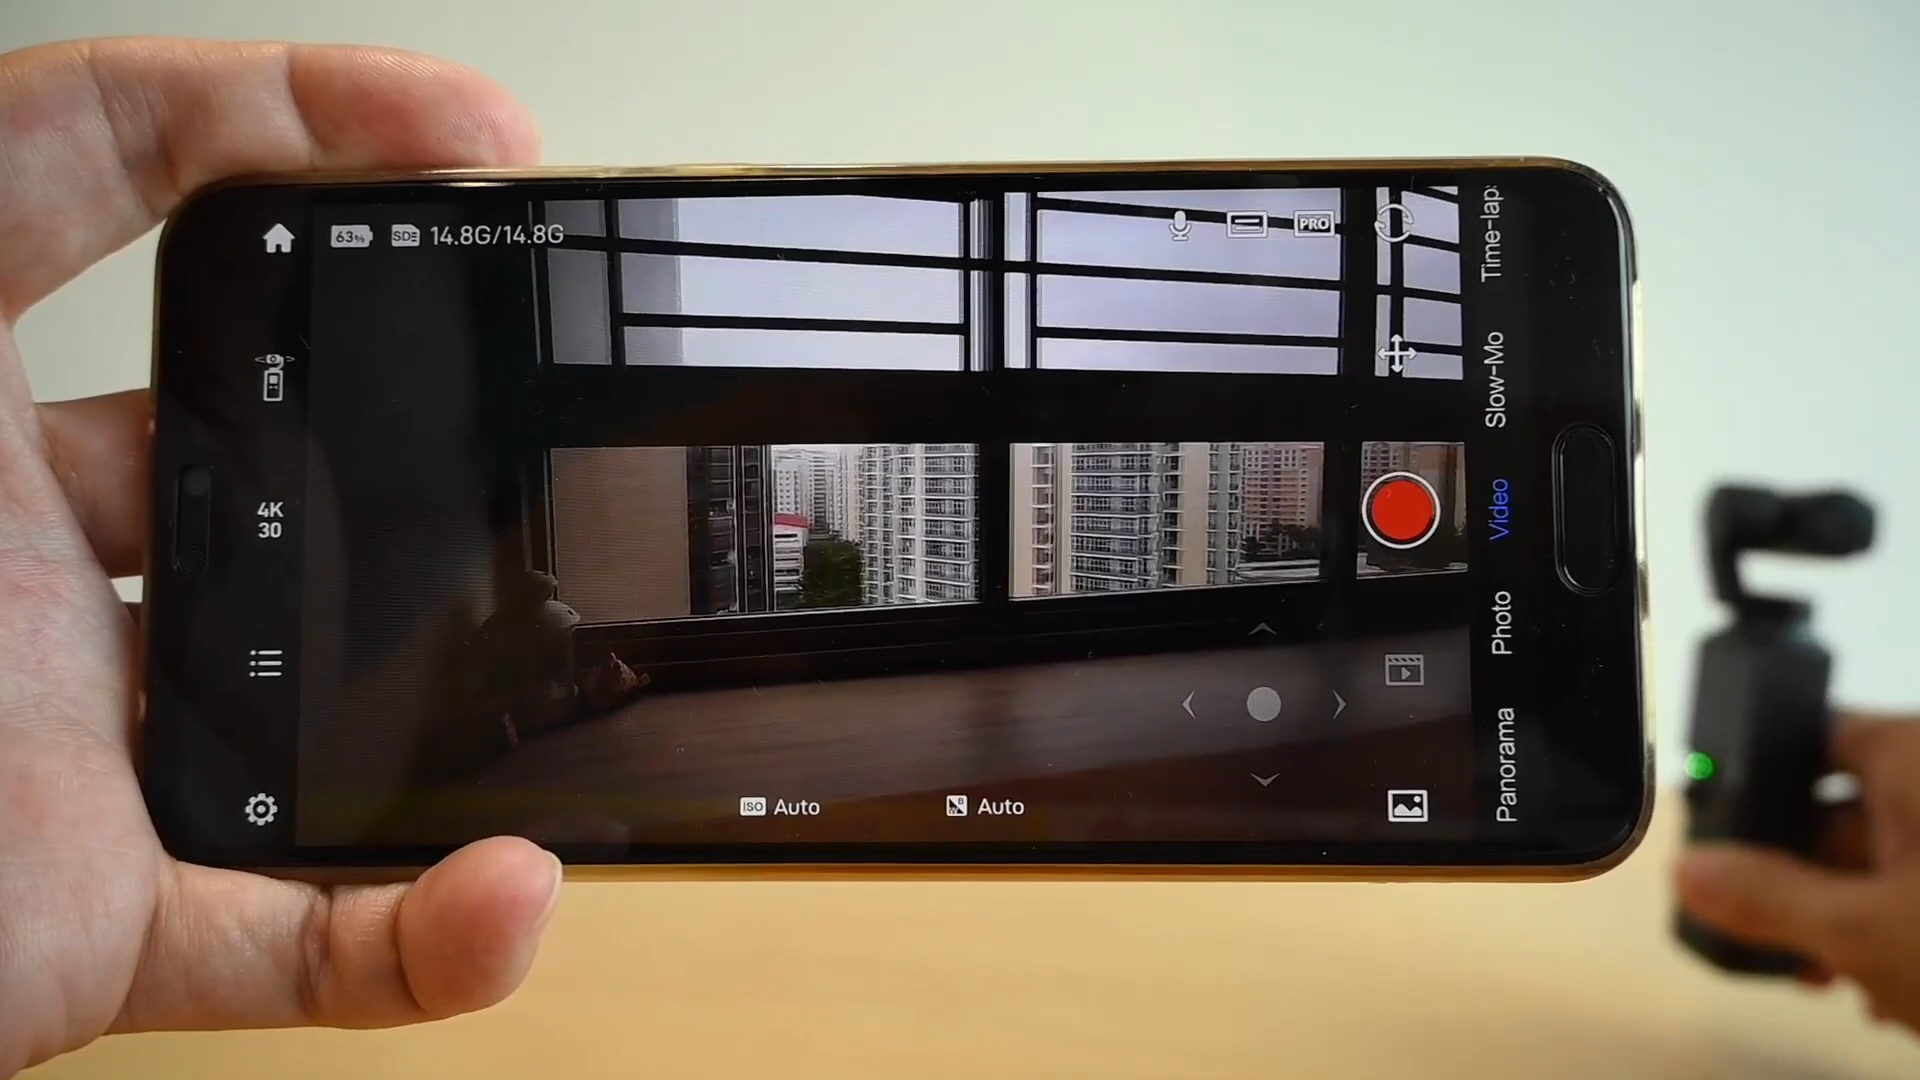 63%
SD
14.8G/14.8G
PRO
4K
30
ISO Auto
WB Auto
Time-lap
Slow-Mo
Video
Photo
Panorama